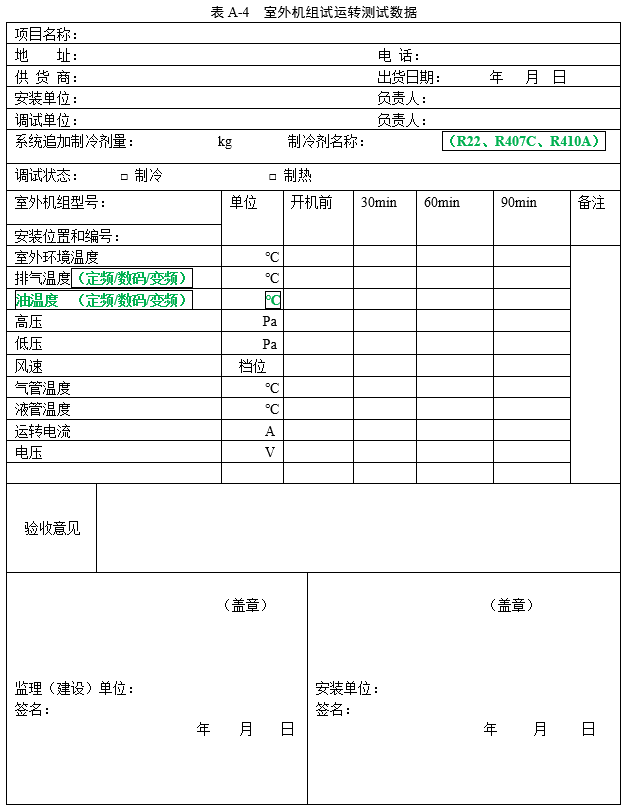 表 A-4 室外机组试运转测试数据
项目名称：
地 址： 电 话：
供 货 商： 出货日期： 年 月 日
安装单位： 负责人：
调试单位： 负责人：
系统追加制冷剂量： kg 制冷剂名称： （R22、R407C、R410A）
调试状态： □ 制冷 □ 制热
室外机组型号： 单位 开机前 30min 60min 90min 备注
安装位置和编号：
室外环境温度 ℃
排气温度（定频/数码/变频） ℃
油温度 （定频/数码/变频） ℃
高压 Pa
低压 Pa
风速 档位
气管温度 ℃
液管温度 ℃
运转电流 A
电压 V
验收意见
（盖章） （盖章）
监理（建设）单位： 安装单位：
签名： 签名：
年 月 日 年 月 日